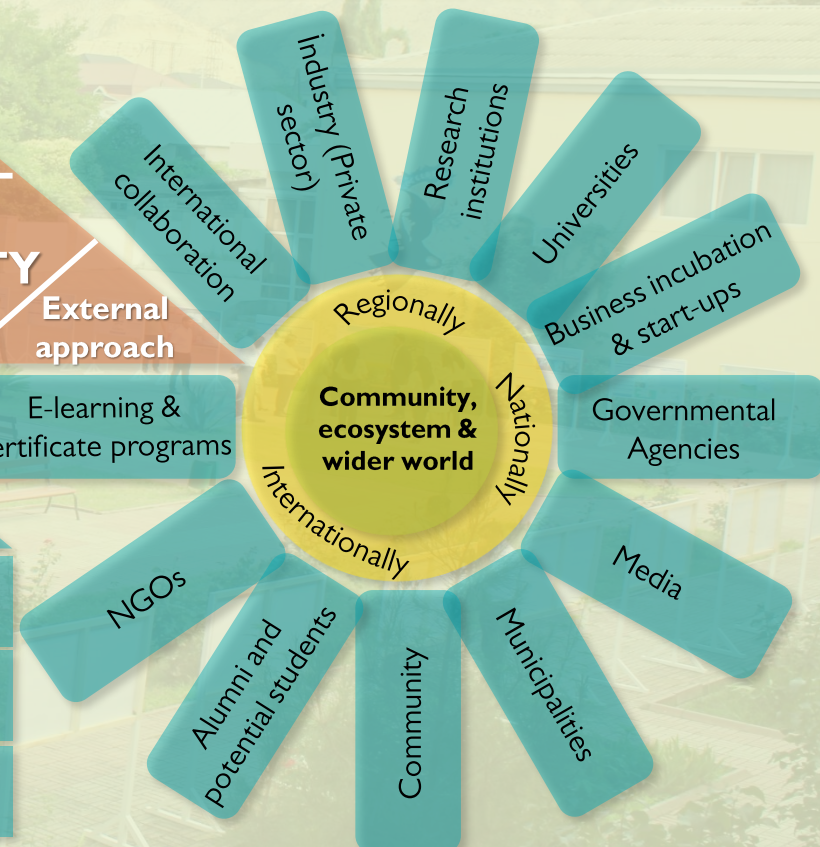 Industry (Private
sector)
Research
institutions
Universities
International
collaboration
Business incubation
& start-ups
Regionally
TY
External
approach
Nationally
Community,
ecosystem &
wider world
E-learning &
ertificate programs
Governmental
Agencies
Internationally
Media
NGOs
Municipalities
Alumni and
potential students
Community